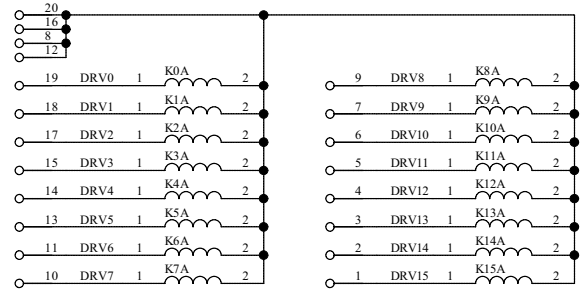 20
16
8
12
19 DRV0 1 K0A 2
18 DRV1 1 K1A 2
17 DRV2 1 K2A 2
15 DRV3 1 K3A 2
14 DRV4 1 K4A 2
13 DRV5 1 K5A 2
11 DRV6 1 K6A 2
10 DRV7 1 K7A 2
9 DRV8 1 K8A 2
7 DRV9 1 K9A 2
6 DRV10 1 K10A 2
5 DRV11 1 K11A 2
4 DRV12 1 K12A 2
3 DRV13 1 K13A 2
2 DRV14 1 K14A 2
1 DRV15 1 K15A 2